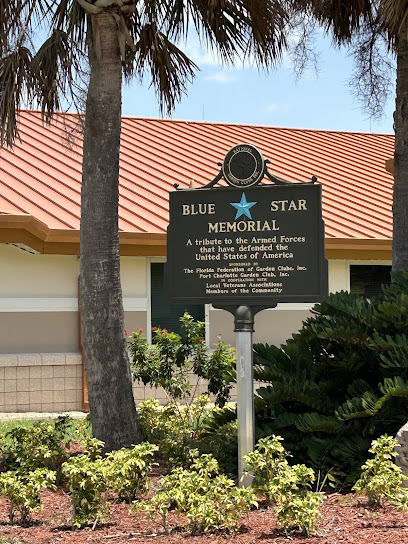 BLUE STAR
MEMORIAL
A tribute to the Armed Forces
that have defended the
United States of America
SPONSORED BY
The Florida Federation of Garden Clubs, Inc.
Port Charlotte Garden Club, Inc.
IN COOPERATION WITH
Local Veterans Associations
Members of the Community